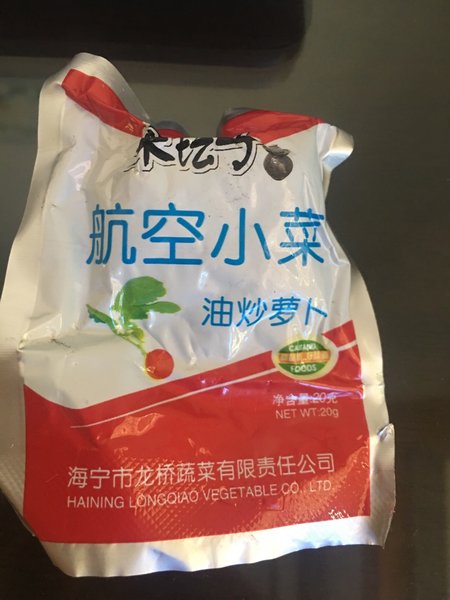 航空小菜
油炒萝卜
FOODS
净含量:20克
NET WT:20g
海宁市龙桥蔬菜有限责任公司
HAINING LONGQIAO VEGETABLE CO., LTD.